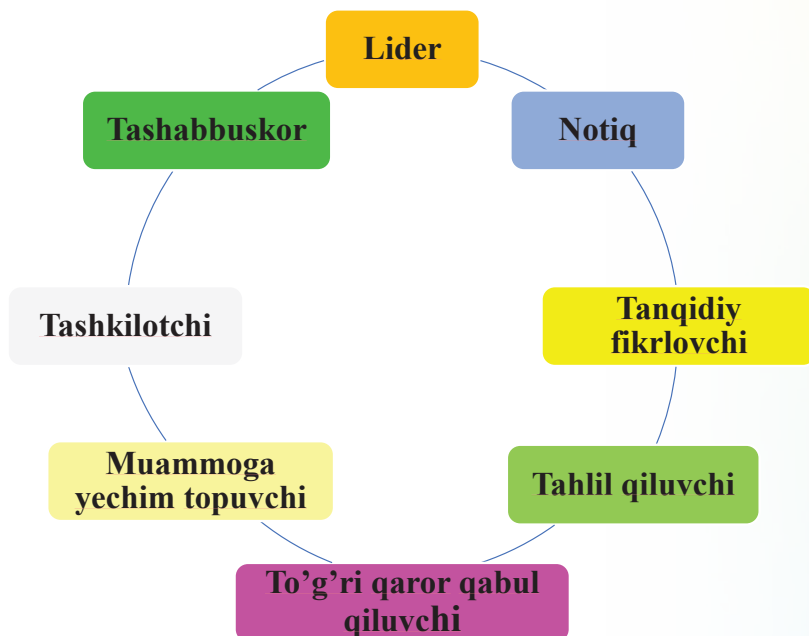 Lider
Notiq
Tanqidiy
fikrlovchi
Tahlil qiluvchi
To’g’ri qaror qabul
qiluvchi
Muammoga
yechim topuvchi
Tashkilotchi
Tashabbuskor